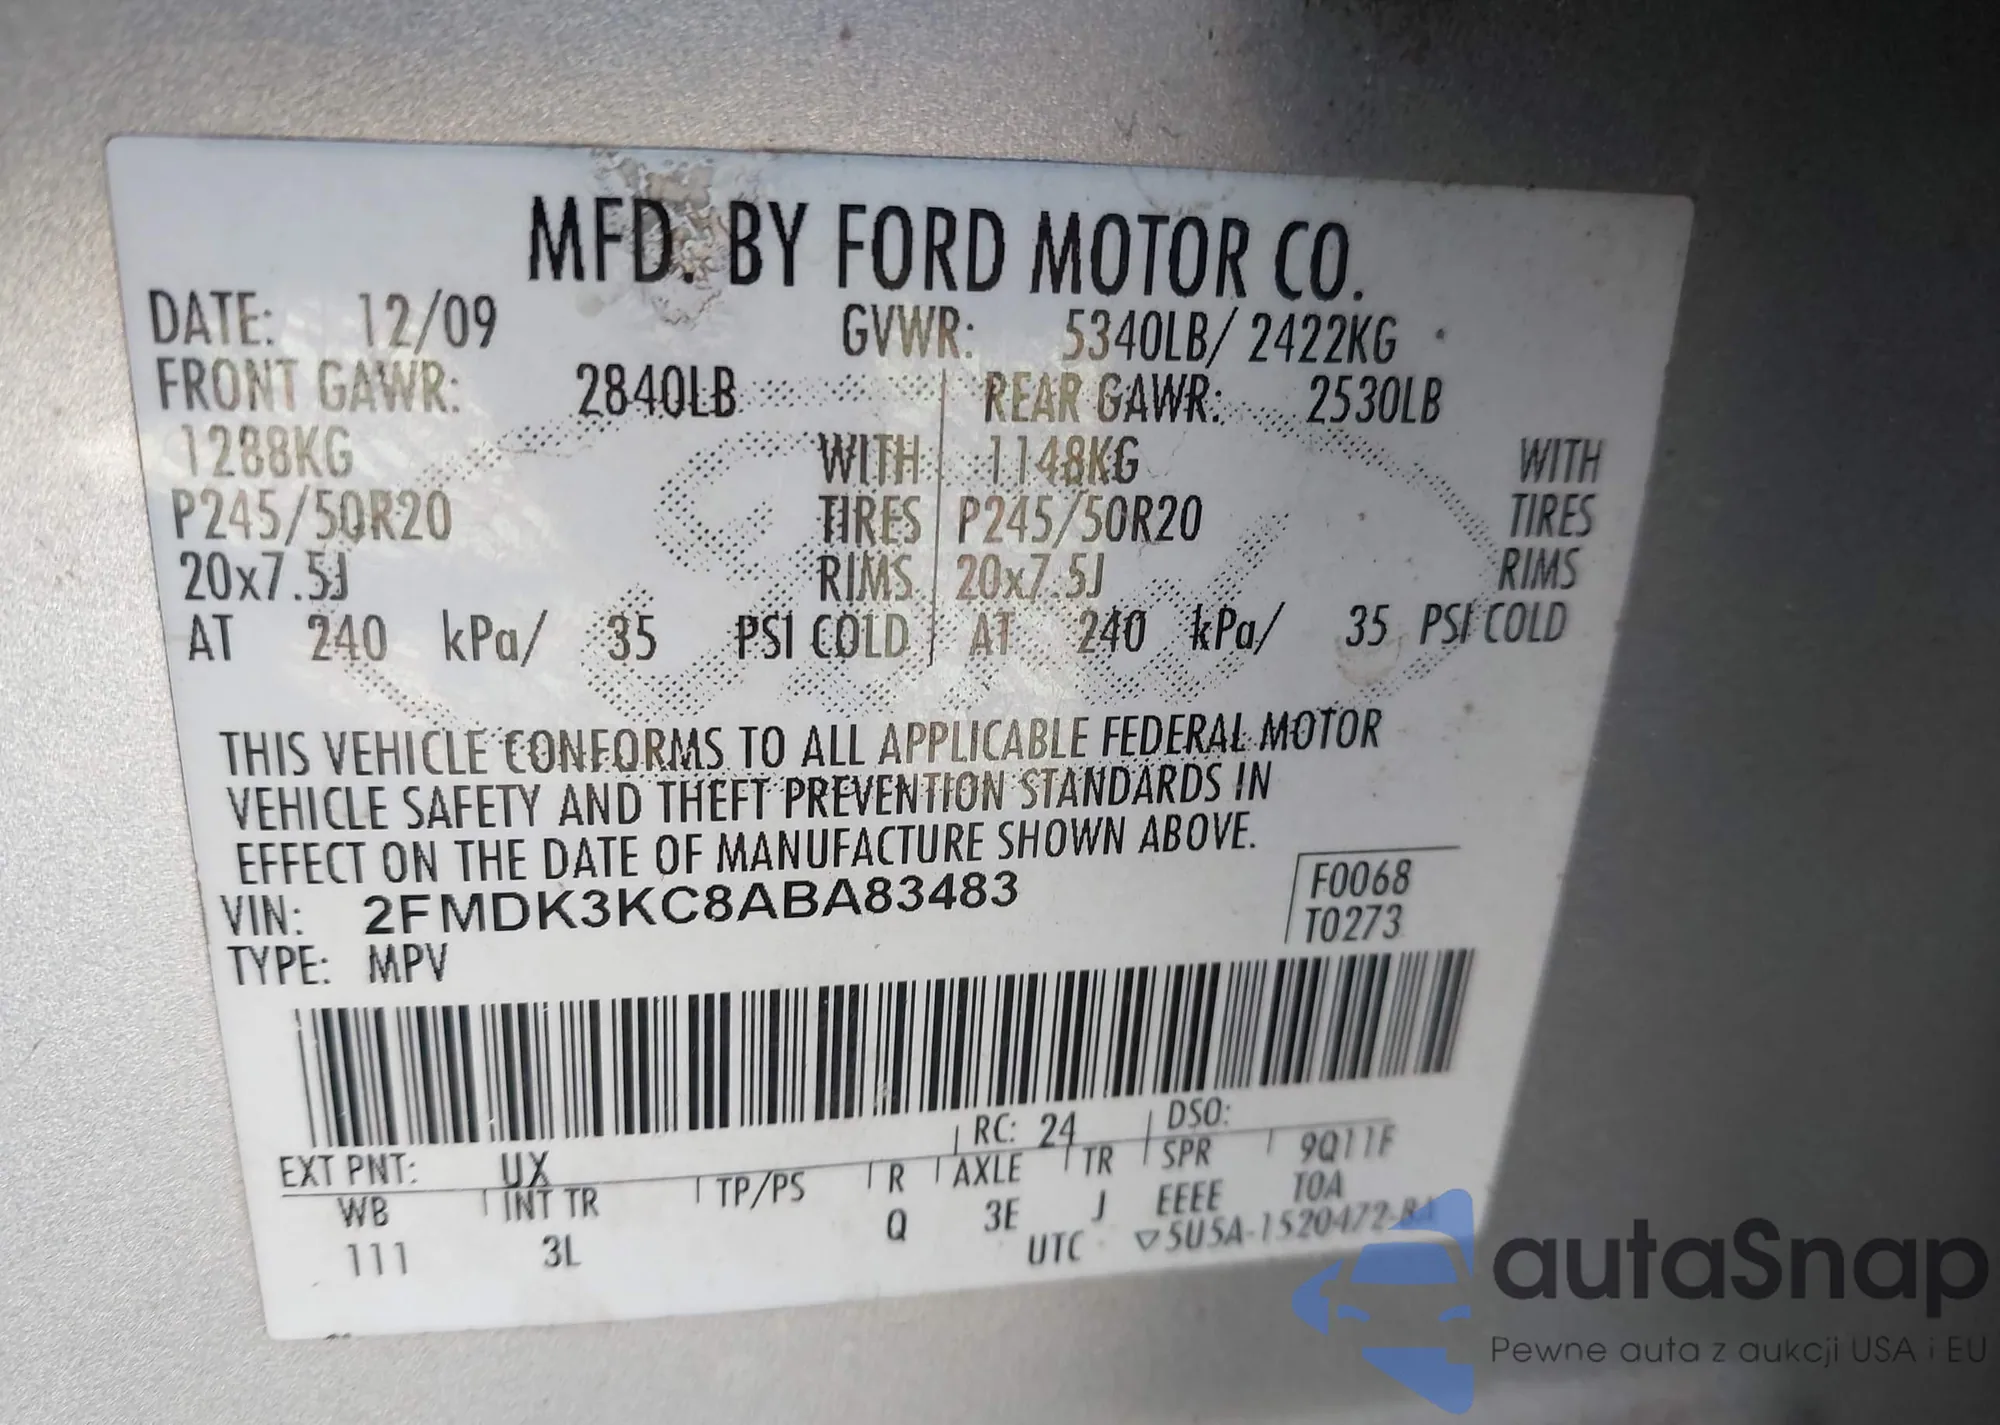 MFD. BY FORD MOTOR CO.
DATE: 12/09 GVWR: 5340LB/ 2422KG
FRONT GAWR: 2840LB REAR GAWR: 2530LB
1288KG WITH 1148KG WITH
P245/50R20 TIRES P245/50R20 TIRES
20x7.5J RIMS 20x7.5J RIMS
AT 240 kPa/ 35 PSI COLD AT 240 kPa/ 35 PSI COLD
THIS VEHICLE CONFORMS TO ALL APPLICABLE FEDERAL MOTOR
VEHICLE SAFETY AND THEFT PREVENTION STANDARDS IN
EFFECT ON THE DATE OF MANUFACTURE SHOWN ABOVE.
VIN: 2FMDK3KC8ABA83483
F0068
T0273
TYPE: MPV
EXT PNT: UX RC: 24 DSO:
WB INT TR TP/PS R AXLE TR SPR 9Q11F
111 3L Q 3E J EEEE T0A
UTC ▽5U5A-1520472-BA
autaSnap
Pewne auta z aukcji USA i EU